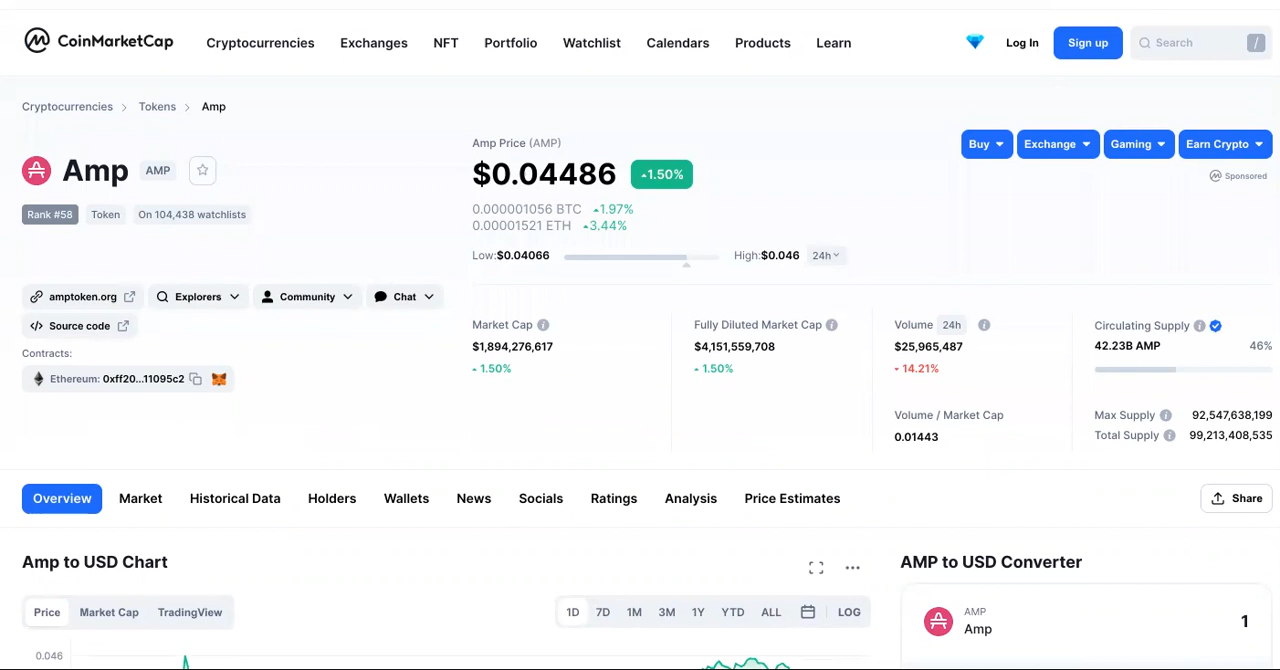 CoinMarketCap Cryptocurrencies Exchanges NFT Portfolio Watchlist Calendars Products Learn Log In Sign up Search /
Cryptocurrencies > Tokens > Amp
Amp AMP
Rank #58 Token On 104,438 watchlists
amptoken.org Explorers Community Chat
Source code
Contracts:
Ethereum: 0xff20...11095c2
Amp Price (AMP)
$0.04486 1.50%
0.000001056 BTC 1.97%
0.00001521 ETH 3.44%
Low:$0.04066 High:$0.046 24h
Buy Exchange Gaming Earn Crypto
Sponsored
Market Cap
$1,894,276,617
1.50%
Fully Diluted Market Cap
$4,151,559,708
1.50%
Volume 24h
$25,965,487
14.21%
Volume / Market Cap
0.01443
Circulating Supply
42.23B AMP 46%
Max Supply 92,547,638,199
Total Supply 99,213,408,535
Overview Market Historical Data Holders Wallets News Socials Ratings Analysis Price Estimates Share
Amp to USD Chart
Price Market Cap TradingView 1D 7D 1M 3M 1Y YTD ALL LOG
0.046
AMP to USD Converter
AMP
Amp 1